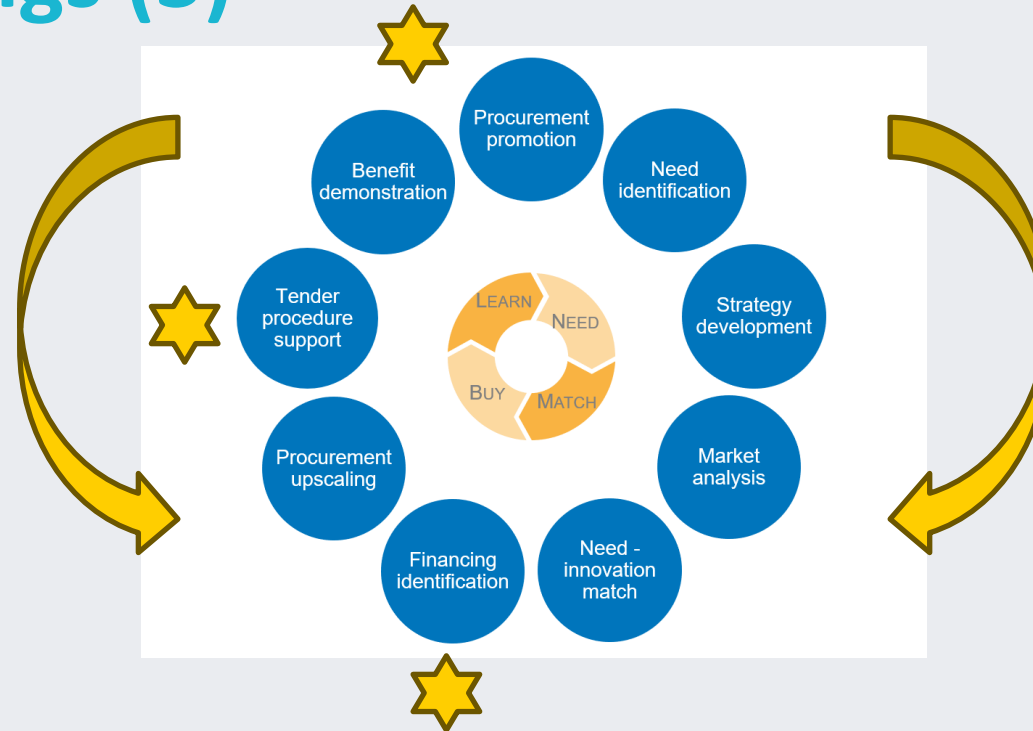 Procurement
promotion
Need
identification
Strategy
development
Market
analysis
Need -
innovation
match
Financing
identification
Procurement
upscaling
Tender
procedure
support
Benefit
demonstration
LEARN
NEED
MATCH
BUY